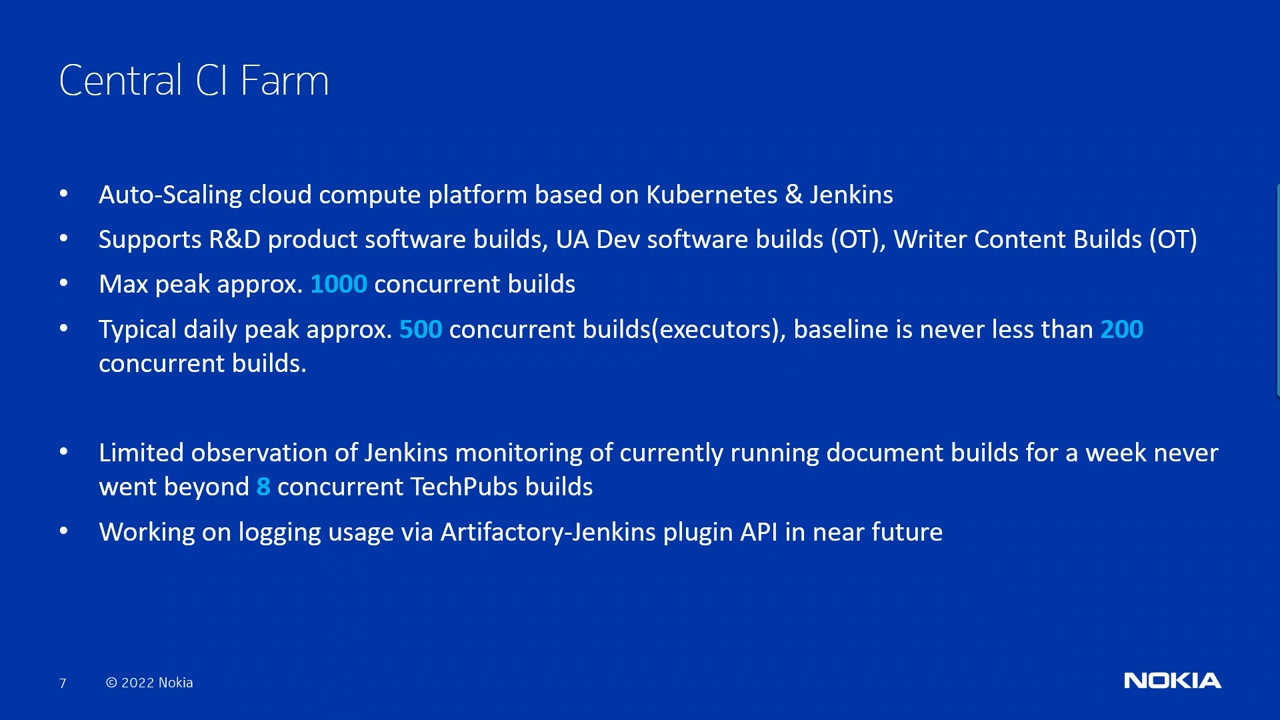 Central CI Farm
• Auto-Scaling cloud compute platform based on Kubernetes & Jenkins
• Supports R&D product software builds, UA Dev software builds (OT), Writer Content Builds (OT)
• Max peak approx. 1000 concurrent builds
• Typical daily peak approx. 500 concurrent builds(executors), baseline is never less than 200
concurrent builds.
• Limited observation of Jenkins monitoring of currently running document builds for a week never
went beyond 8 concurrent TechPubs builds
• Working on logging usage via Artifactory-Jenkins plugin API in near future
7 © 2022 Nokia
NOKIA